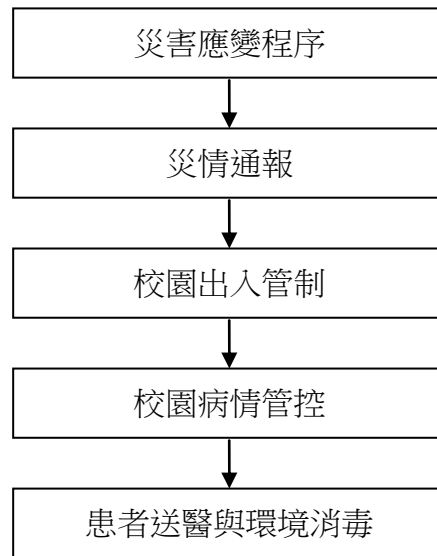 災害應變程序
災情通報
校園出入管制
校園病情管控
患者送醫與環境消毒